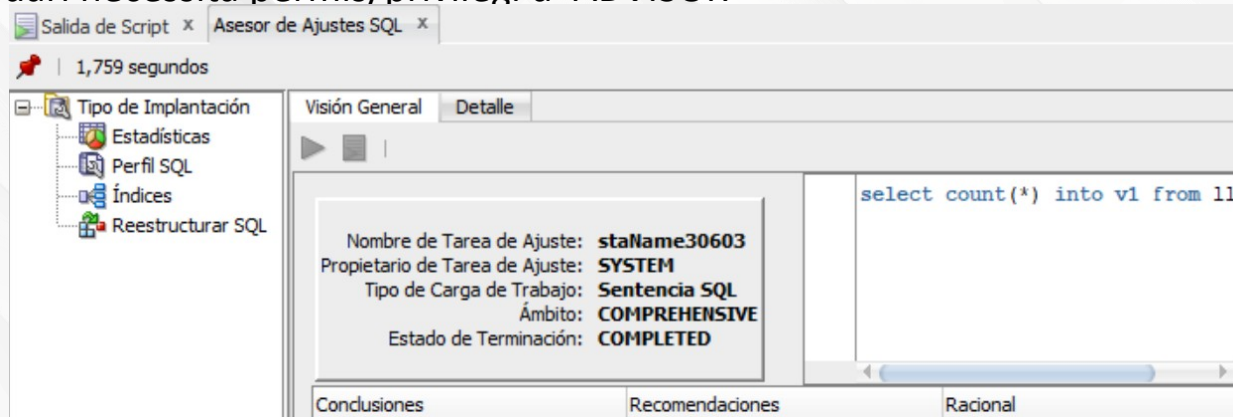 necessita
Salida de Script x Asesor de Ajustes SQL x
1,759 segundos
Tipo de Implantación
Estadísticas
Perfil SQL
Índices
Reestructurar SQL
Visión General Detalle
select count(*) into v1 from ll
Nombre de Tarea de Ajuste: staName30603
Propietario de Tarea de Ajuste: SYSTEM
Tipo de Carga de Trabajo: Sentencia SQL
Ámbito: COMPREHENSIVE
Estado de Terminación: COMPLETED
Conclusiones Recomendaciones Racional